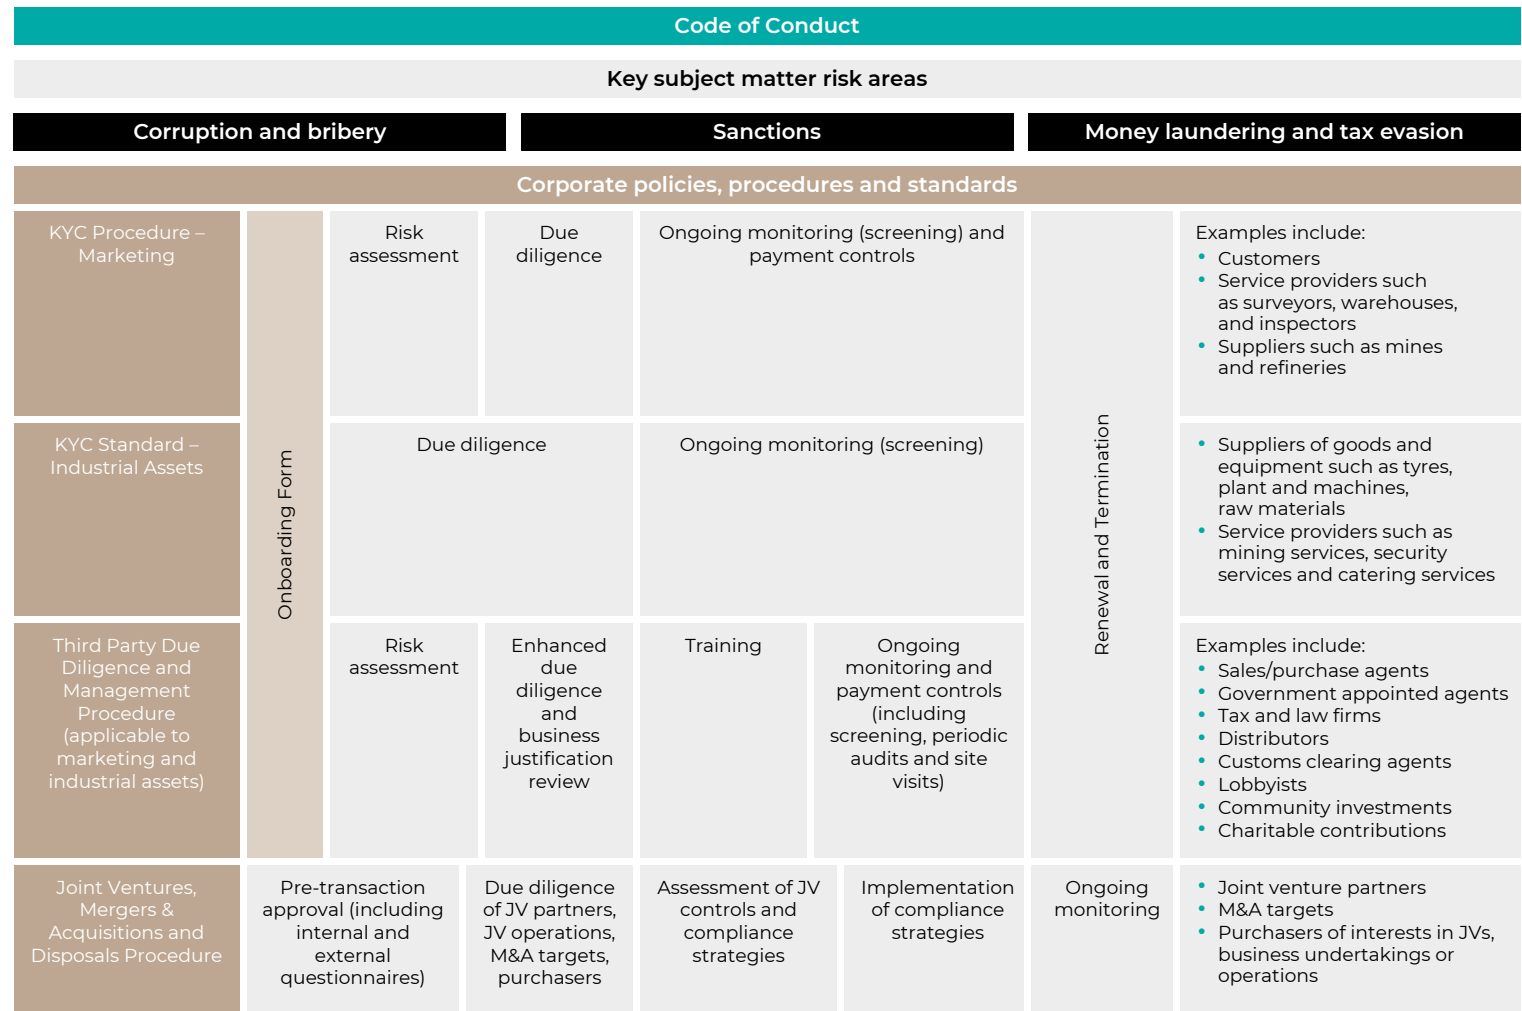 Code of Conduct
Key subject matter risk areas
Corruption and bribery
Sanctions
Money laundering and tax evasion
Corporate policies, procedures and standards
KYC Procedure –
Marketing
Onboarding Form
Risk
assessment
Due
diligence
Ongoing monitoring (screening) and
payment controls
Renewal and Termination
Examples include:
• Customers
• Service providers such
as surveyors, warehouses,
and inspectors
• Suppliers such as mines
and refineries
KYC Standard –
Industrial Assets
Due diligence
Ongoing monitoring (screening)
• Suppliers of goods and
equipment such as tyres,
plant and machines,
raw materials
• Service providers such as
mining services, security
services and catering services
Third Party Due
Diligence and
Management
Procedure
(applicable to
marketing and
industrial assets)
Risk
assessment
Enhanced
due
diligence
and
business
justification
review
Training
Ongoing
monitoring and
payment controls
(including
screening, periodic
audits and site
visits)
Examples include:
• Sales/purchase agents
• Government appointed agents
• Tax and law firms
• Distributors
• Customs clearing agents
• Lobbyists
• Community investments
• Charitable contributions
Joint Ventures,
Mergers &
Acquisitions and
Disposals Procedure
Pre-transaction
approval (including
internal and
external
questionnaires)
Due diligence
of JV partners,
JV operations,
M&A targets,
purchasers
Assessment of JV
controls and
compliance
strategies
Implementation
of compliance
strategies
Ongoing
monitoring
• Joint venture partners
• M&A targets
• Purchasers of interests in JVs,
business undertakings or
operations